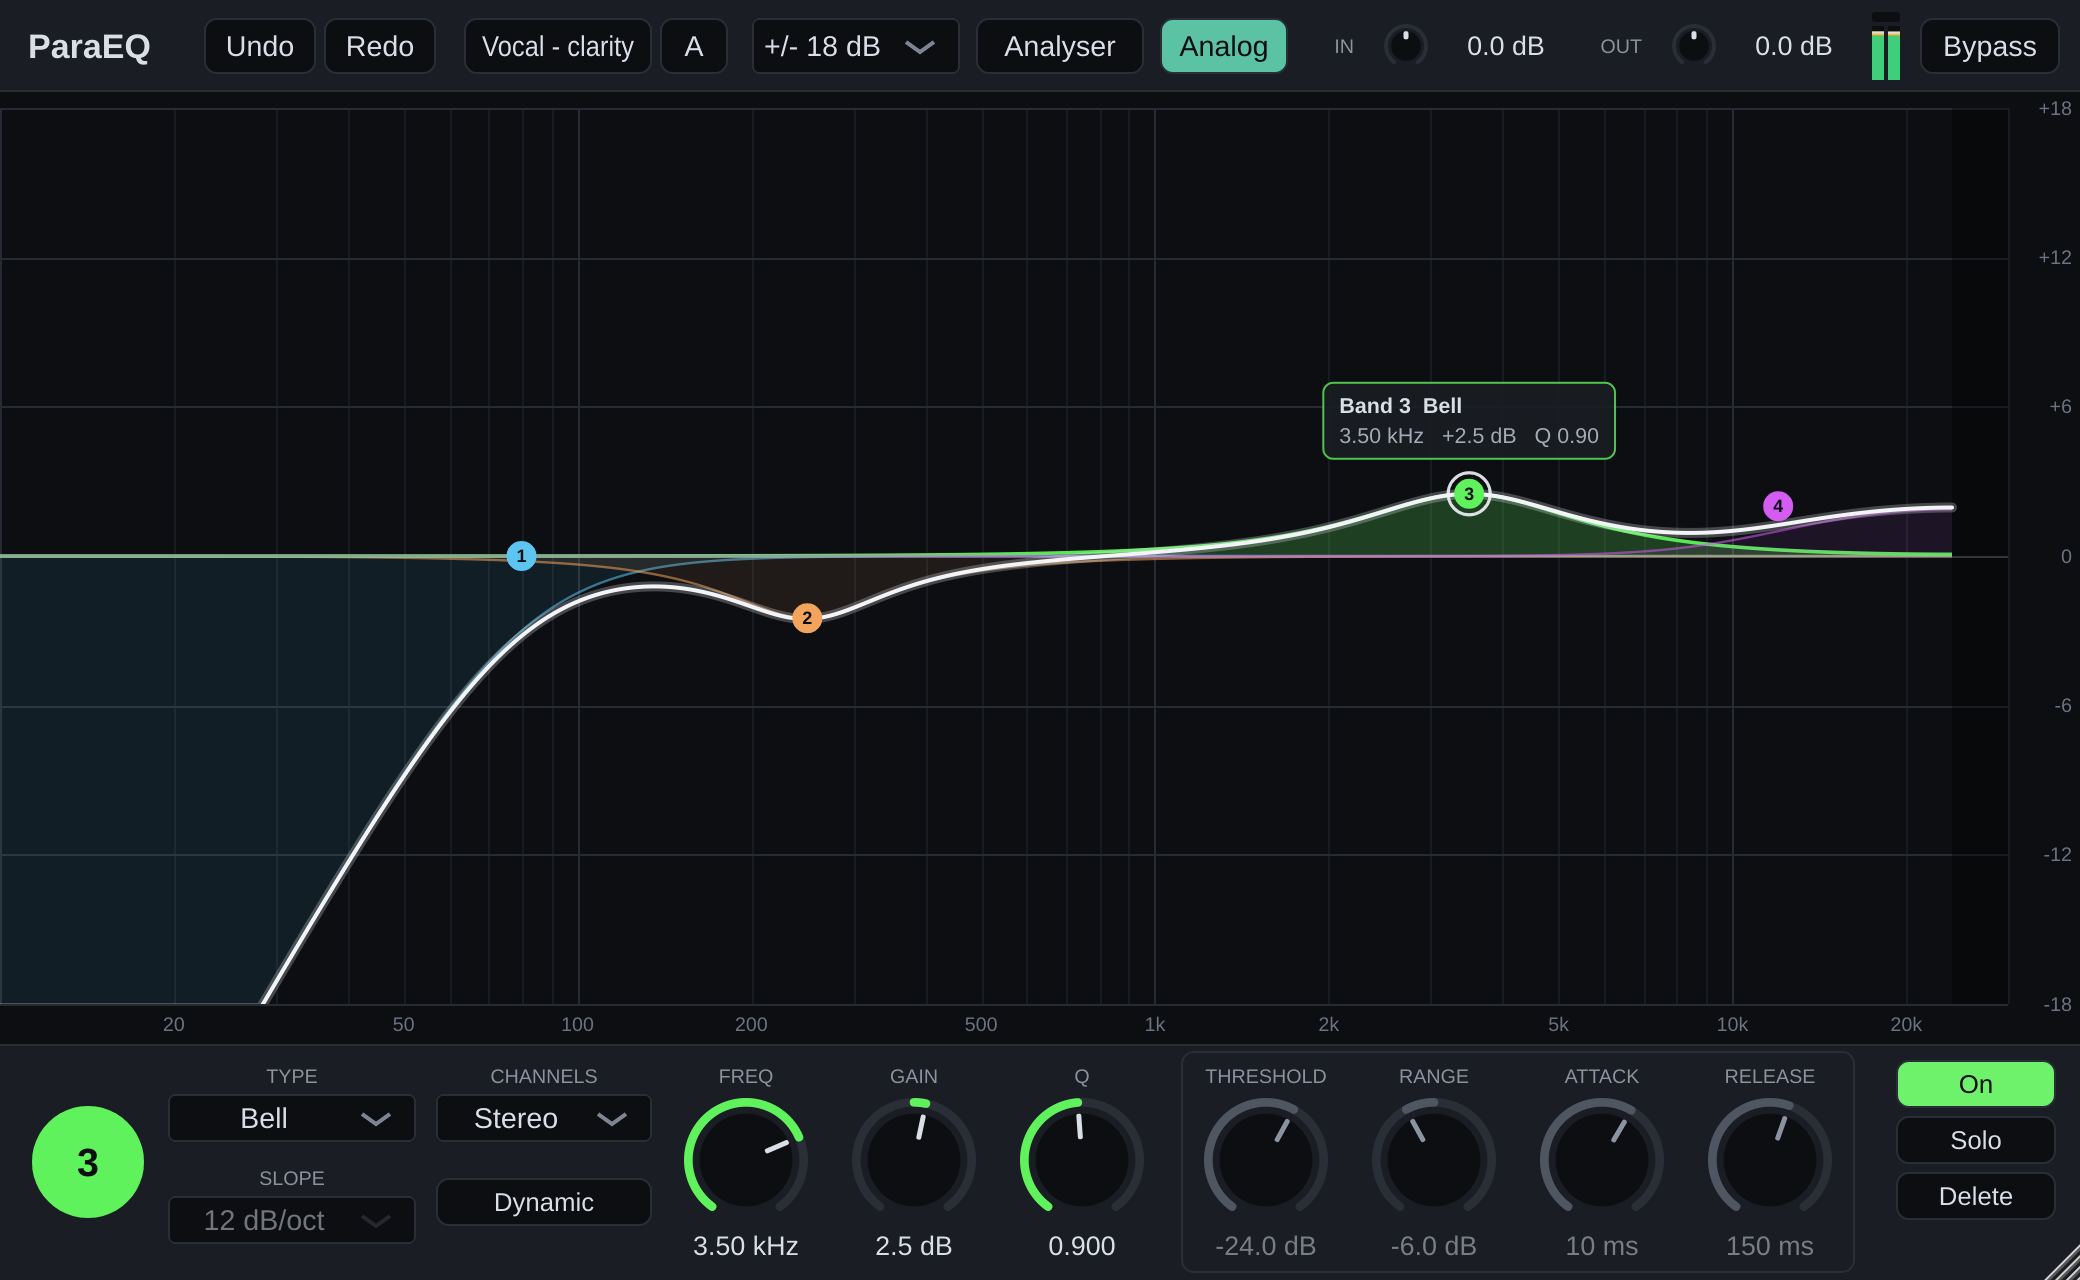 ParaEQ Undo Redo Vocal - clarity A +/- 18 dB Analyser Analog IN 0.0 dB OUT 0.0 dB Bypass
+18
+12
+6
Band 3 Bell
3.50 kHz +2.5 dB Q 0.90
3
4
1
0
2
-6
-12
-18
20 50 100 200 500 1k 2k 5k 10k 20k
TYPE CHANNELS FREQ GAIN Q THRESHOLD RANGE ATTACK RELEASE
On
Bell Stereo
Solo
3
SLOPE
Dynamic
Delete
12 dB/oct
3.50 kHz 2.5 dB 0.900 -24.0 dB -6.0 dB 10 ms 150 ms